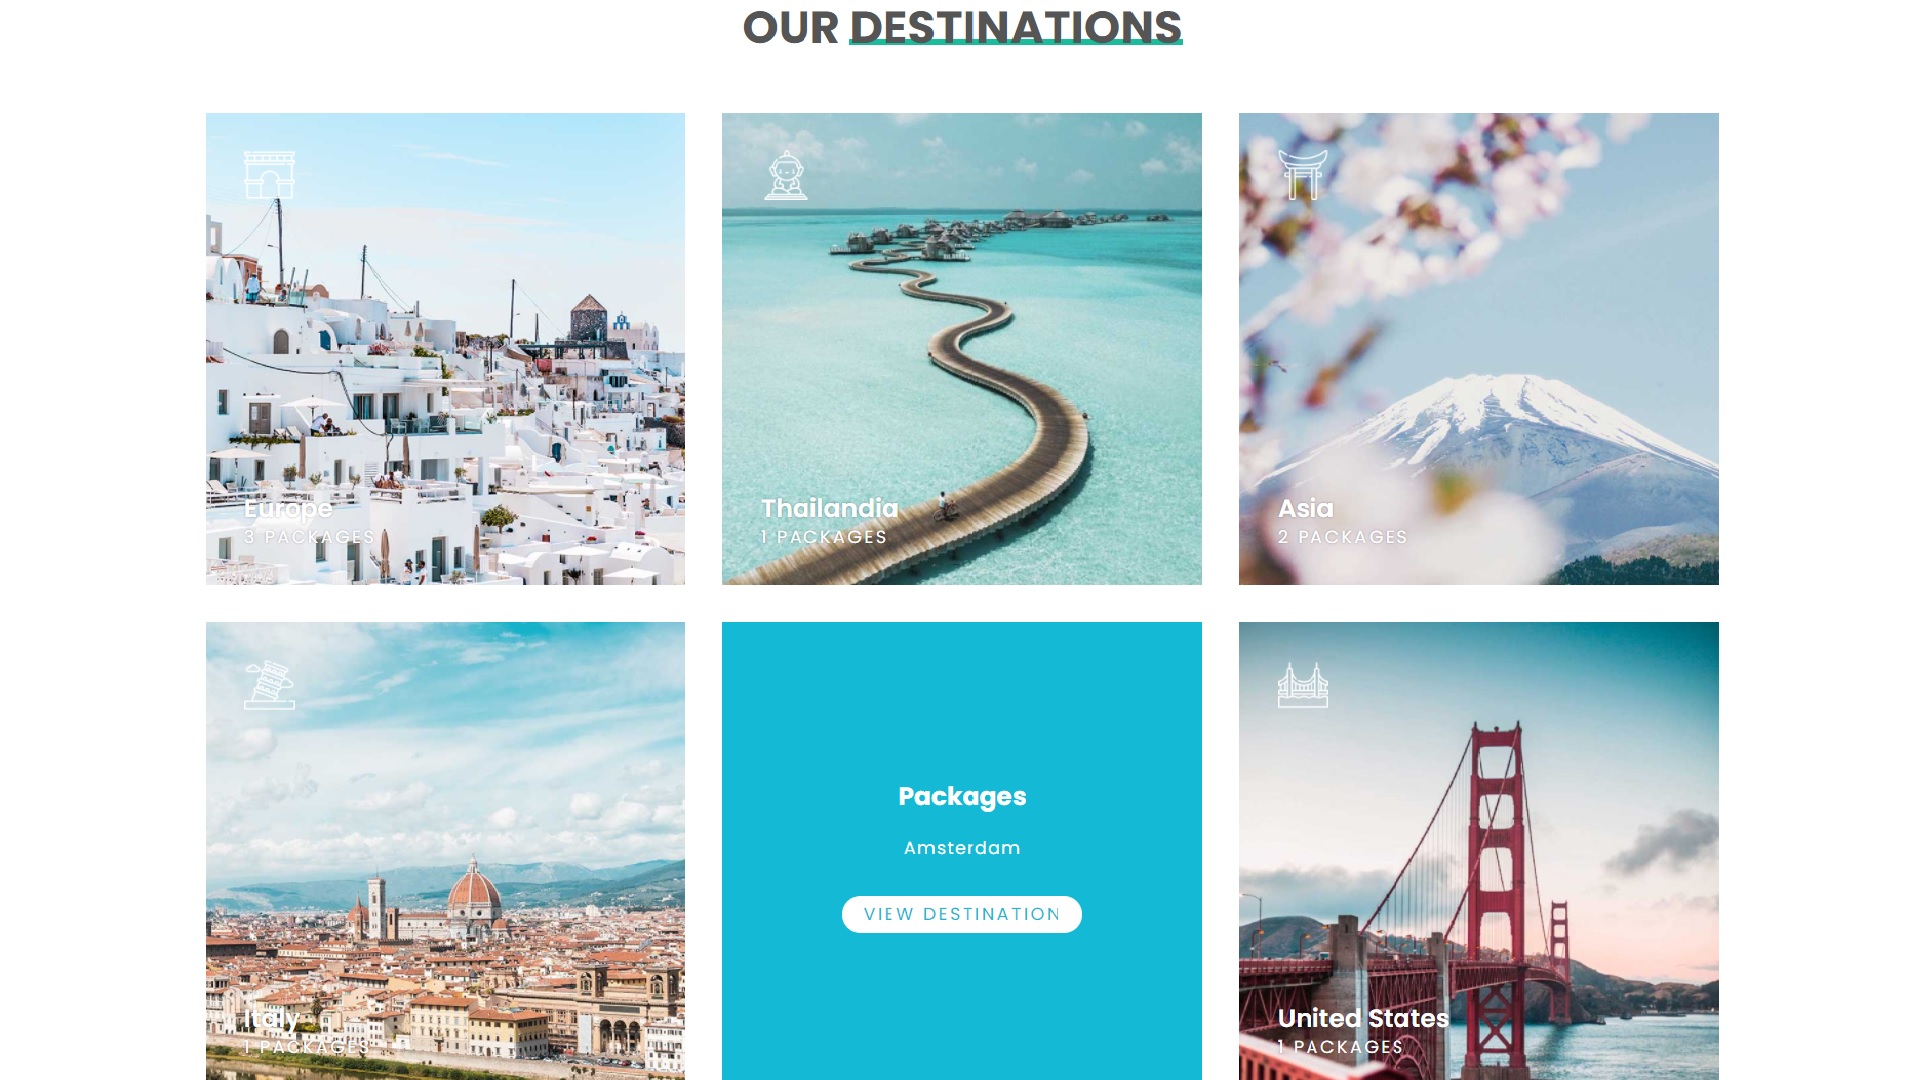 OUR DESTINATIONS
Europe
3 PACKAGES
Thailandia
1 PACKAGES
Asia
2 PACKAGES
Italy
1 PACKAGES
Packages
Amsterdam
VIEW DESTINATION
United States
1 PACKAGES